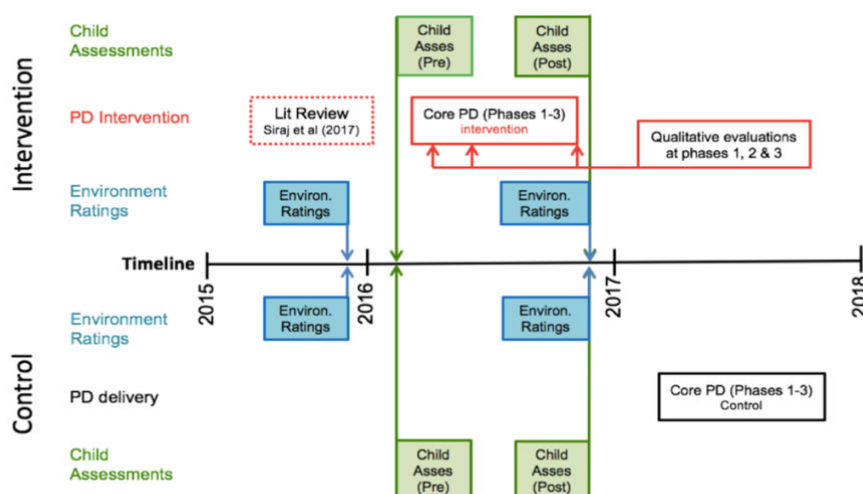 Intervention
Child
Assessments
Child
Asses
(Pre)
Child
Asses
(Post)
PD Intervention
Lit Review
Siraj et al (2017)
Core PD (Phases 1-3)
intervention
Qualitative evaluations
at phases 1, 2 & 3
Environment
Ratings
Environ.
Ratings
Environ.
Ratings
Timeline
2015
2016
2017
2018
Control
Environment
Ratings
Environ.
Ratings
Environ.
Ratings
PD delivery
Core PD (Phases 1-3)
Control
Child
Assessments
Child
Asses
(Pre)
Child
Asses
(Post)